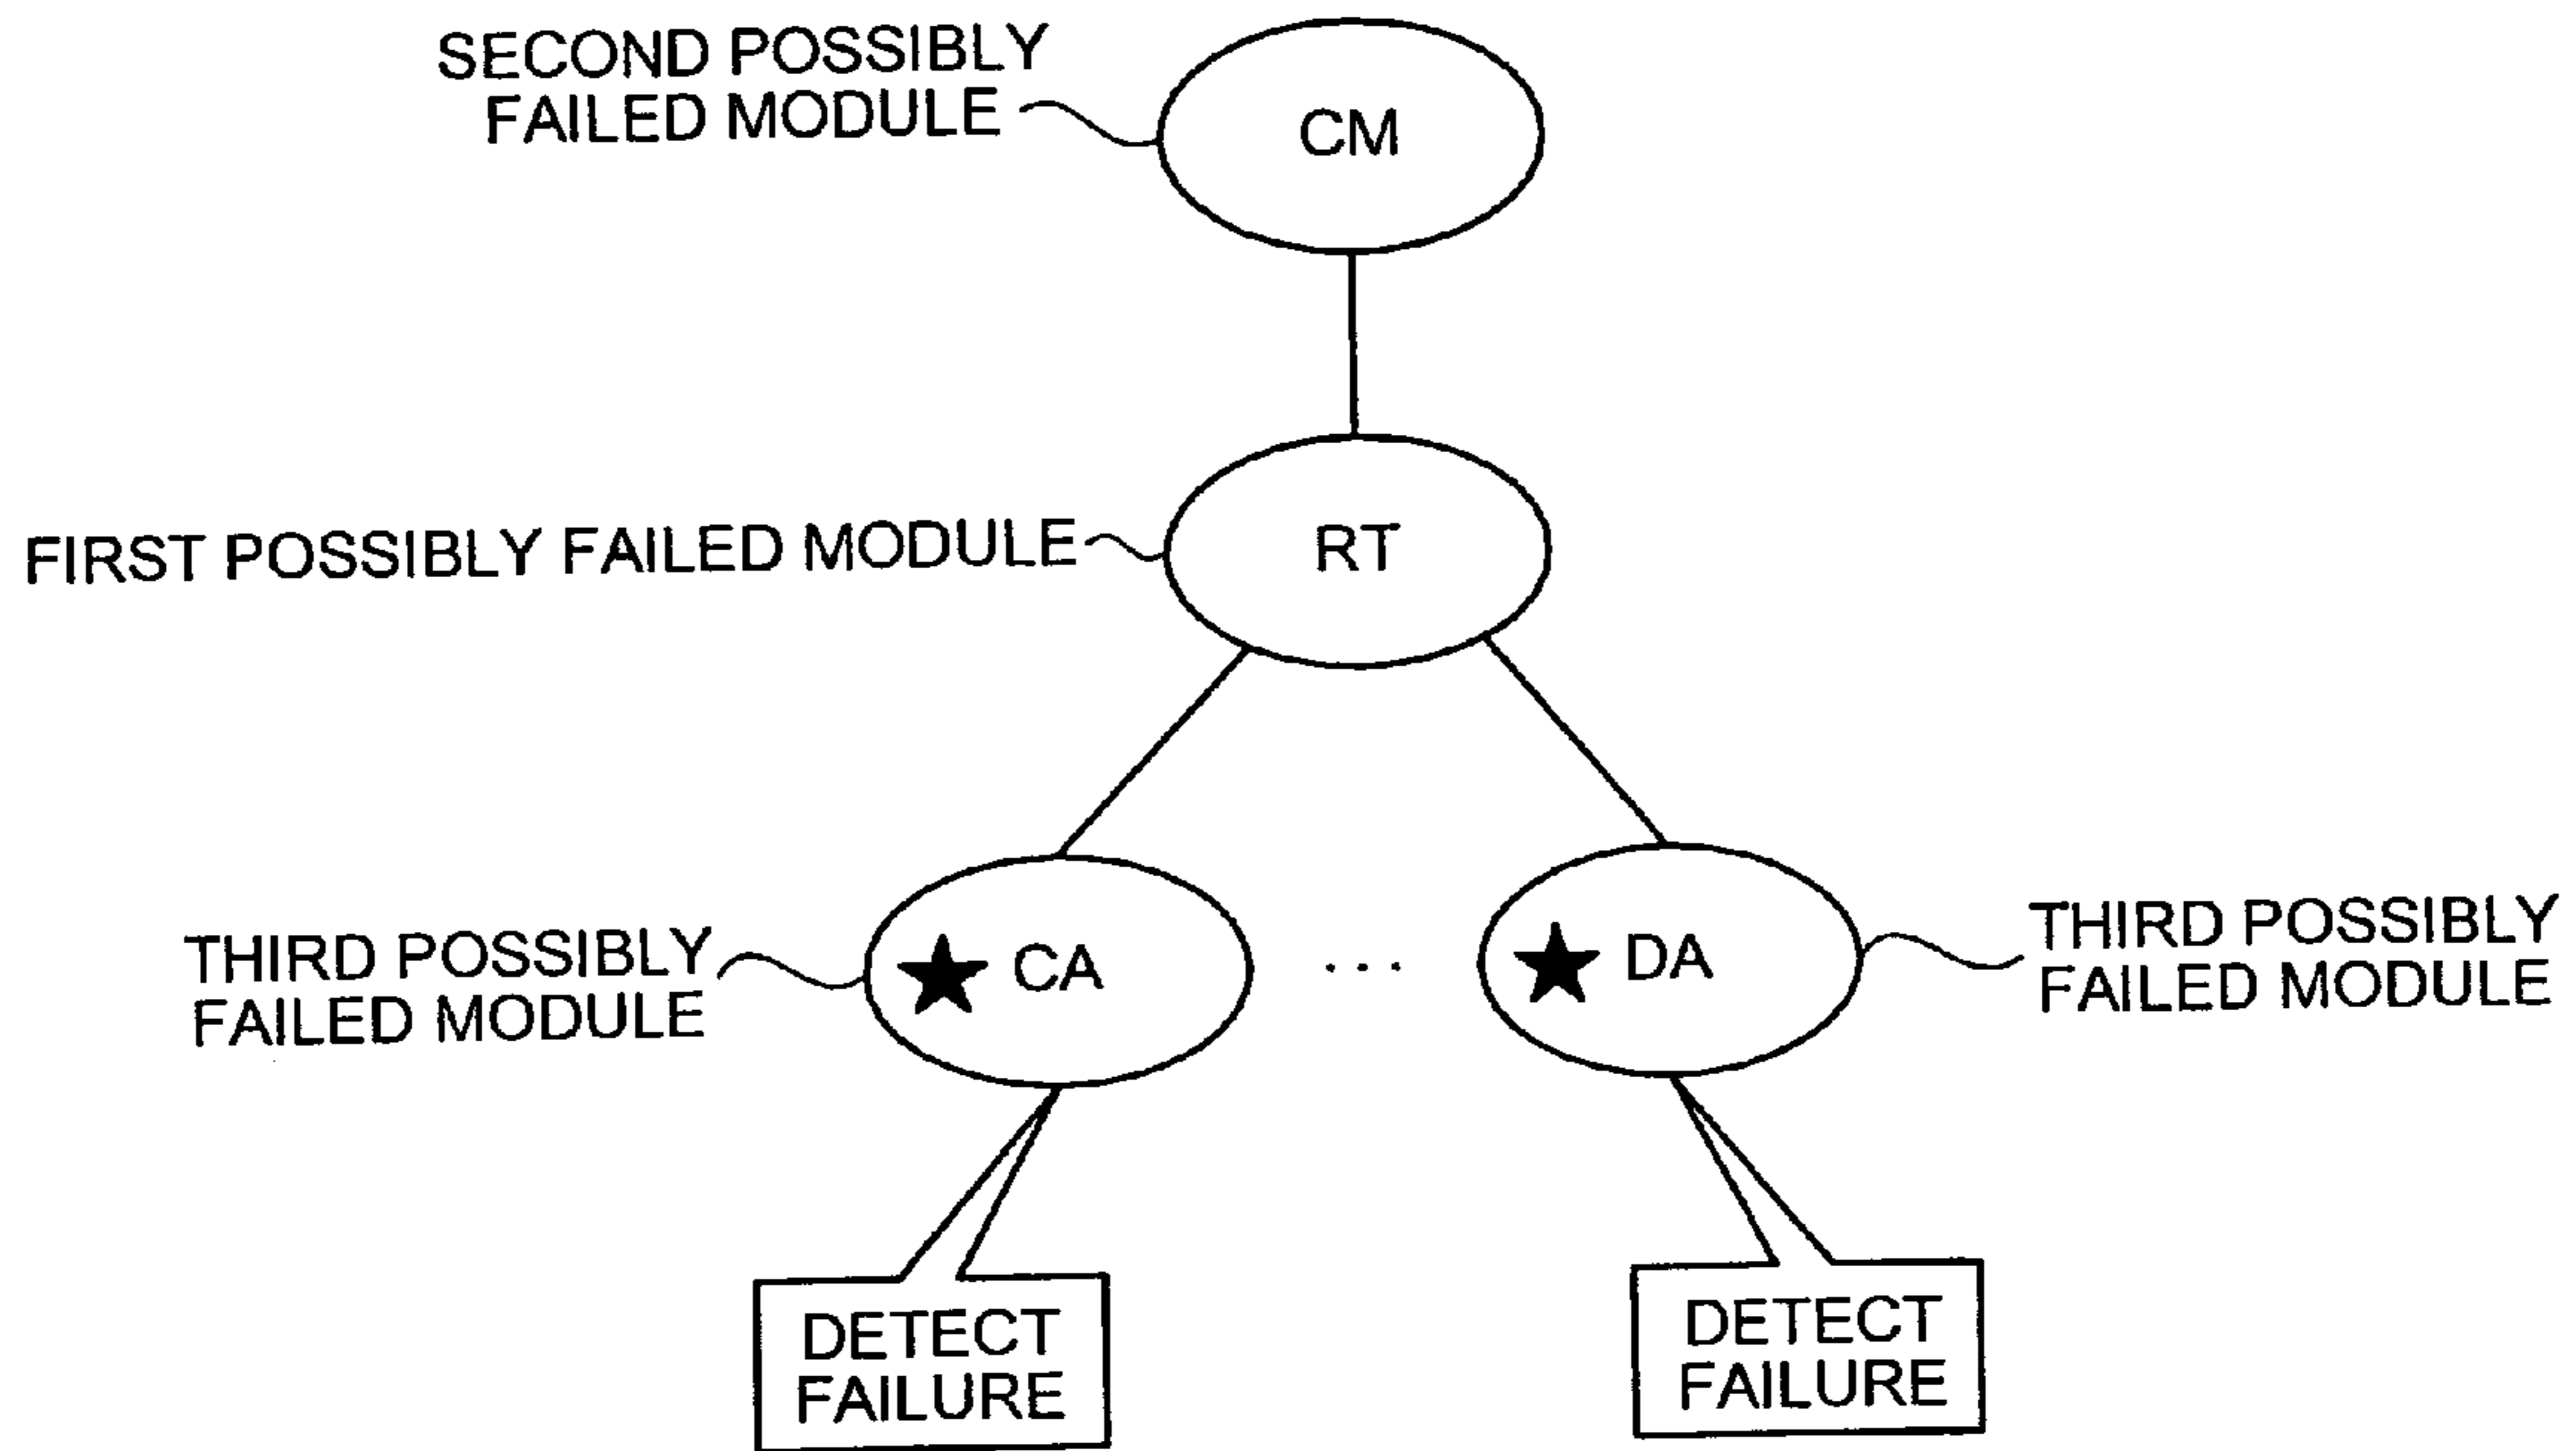 SECOND POSSIBLY
FAILED MODULE
CM
FIRST POSSIBLY FAILED MODULE
RT
THIRD POSSIBLY
FAILED MODULE
★ CA
...
★ DA
THIRD POSSIBLY
FAILED MODULE
DETECT
FAILURE
DETECT
FAILURE